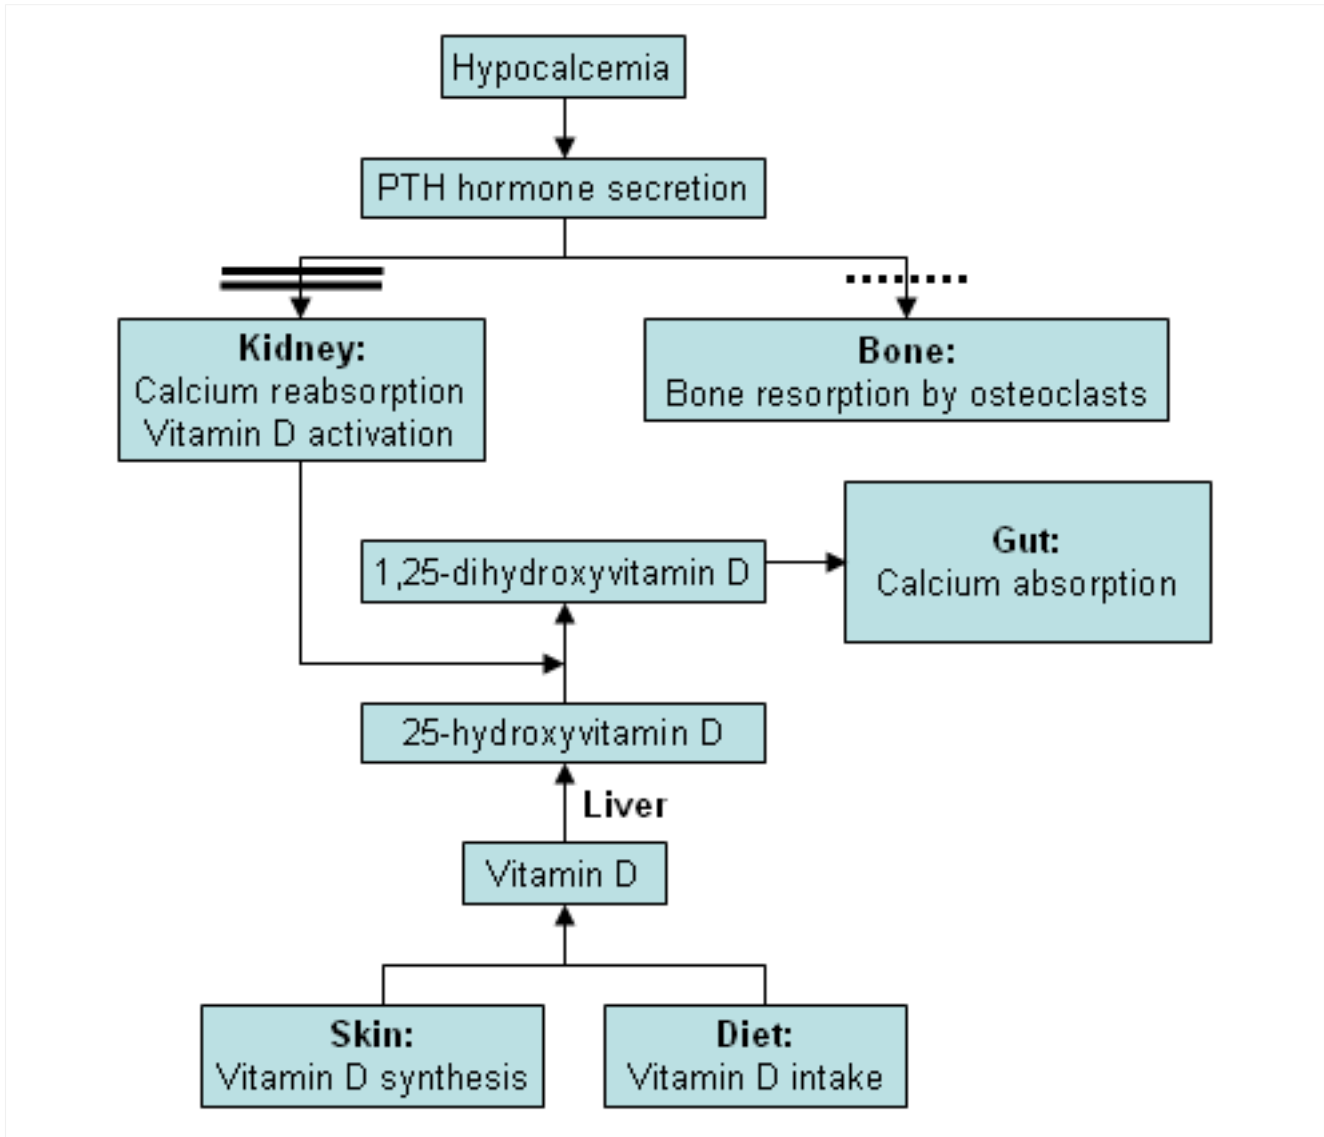 Hypocalcemia
PTH hormone secretion
Kidney:
Calcium reabsorption
Vitamin D activation
Bone:
Bone resorption by osteoclasts
Gut:
Calcium absorption
1,25-dihydroxyvitamin D
25-hydroxyvitamin D
Liver
Vitamin D
Skin:
Vitamin D synthesis
Diet:
Vitamin D intake